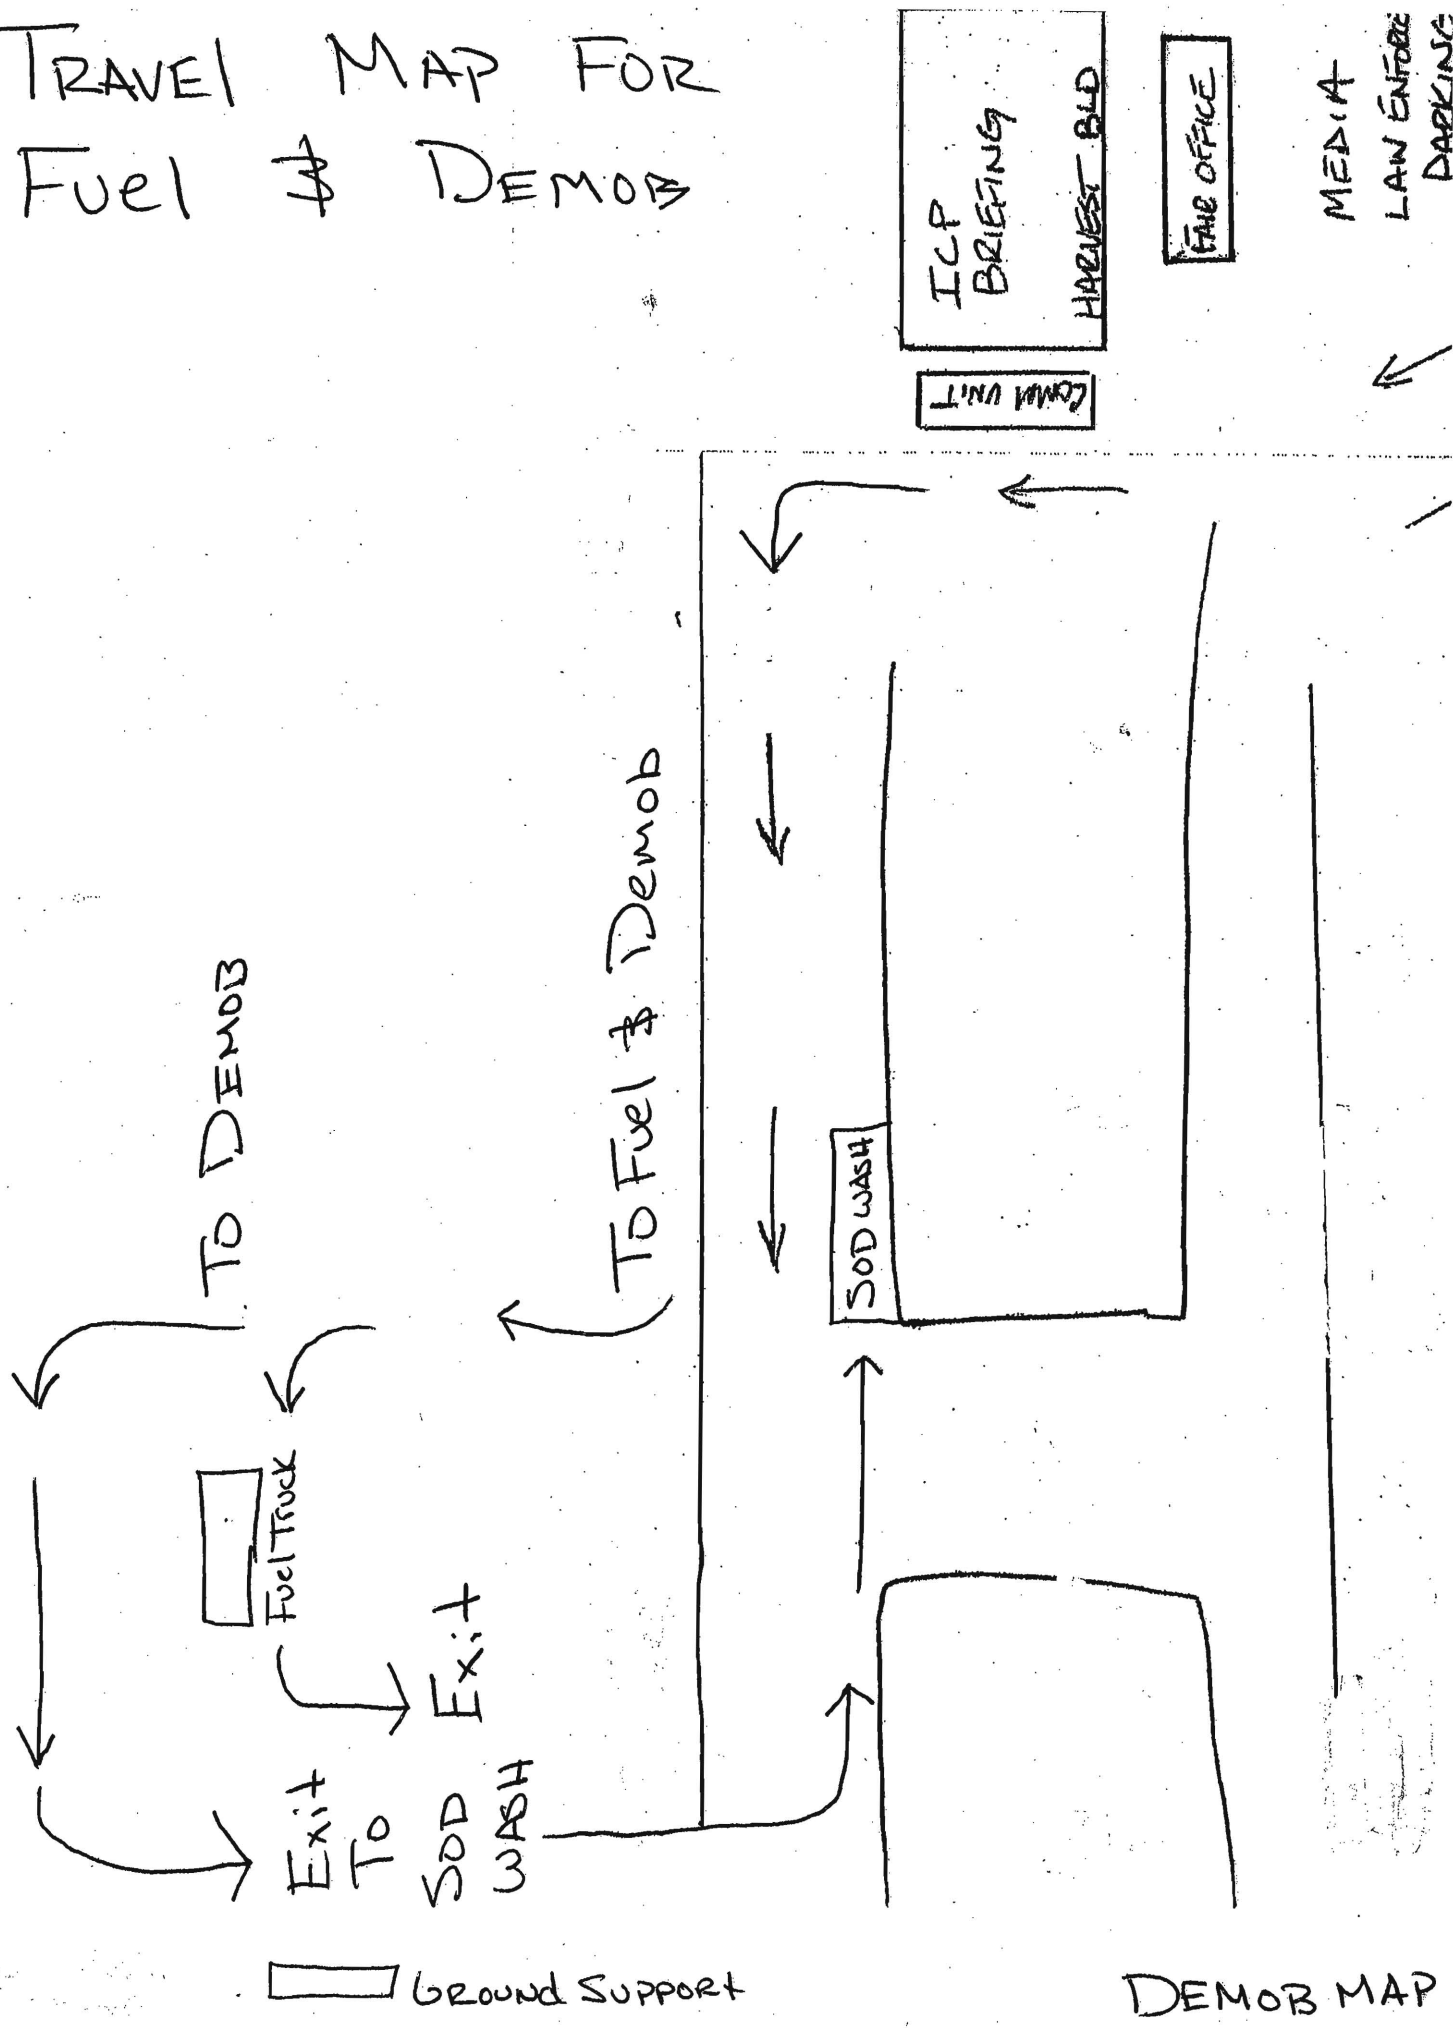 TRAVEL MAP FOR
Fuel & DEMOB
ICP
BRIEFING
HARVEST BLD
FAIR OFFICE
MEDIA
LAW ENFORCE
PARKING
COMM UNIT
To Fuel & Demob
TO DEMOB
SOD WASH
Fuel Truck
Exit
Exit
TO
SOD
WASH
GROUND SUPPORT
DEMOB MAP